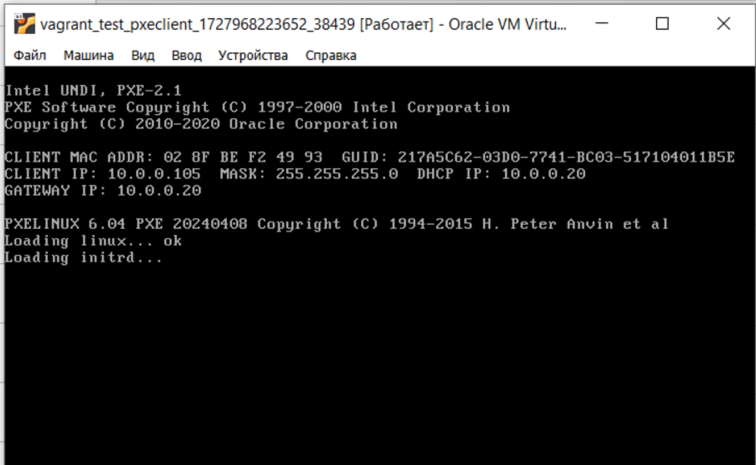 vagrant_test_pxeclient_1727968223652_38439 [Работает] - Oracle VM Virtu...
Файл Машина Вид Ввод Устройства Справка
Intel UNDI, PXE-2.1
PXE Software Copyright (C) 1997-2000 Intel Corporation
Copyright (C) 2010-2020 Oracle Corporation
CLIENT MAC ADDR: 02 8F BE F2 49 93 GUID: 217A5C62-03D0-7741-BC03-517104011B5E
CLIENT IP: 10.0.0.105 MASK: 255.255.255.0 DHCP IP: 10.0.0.20
GATEWAY IP: 10.0.0.20
PXELINUX 6.04 PXE 20240408 Copyright (C) 1994-2015 H. Peter Anvin et al
Loading linux... ok
Loading initrd...